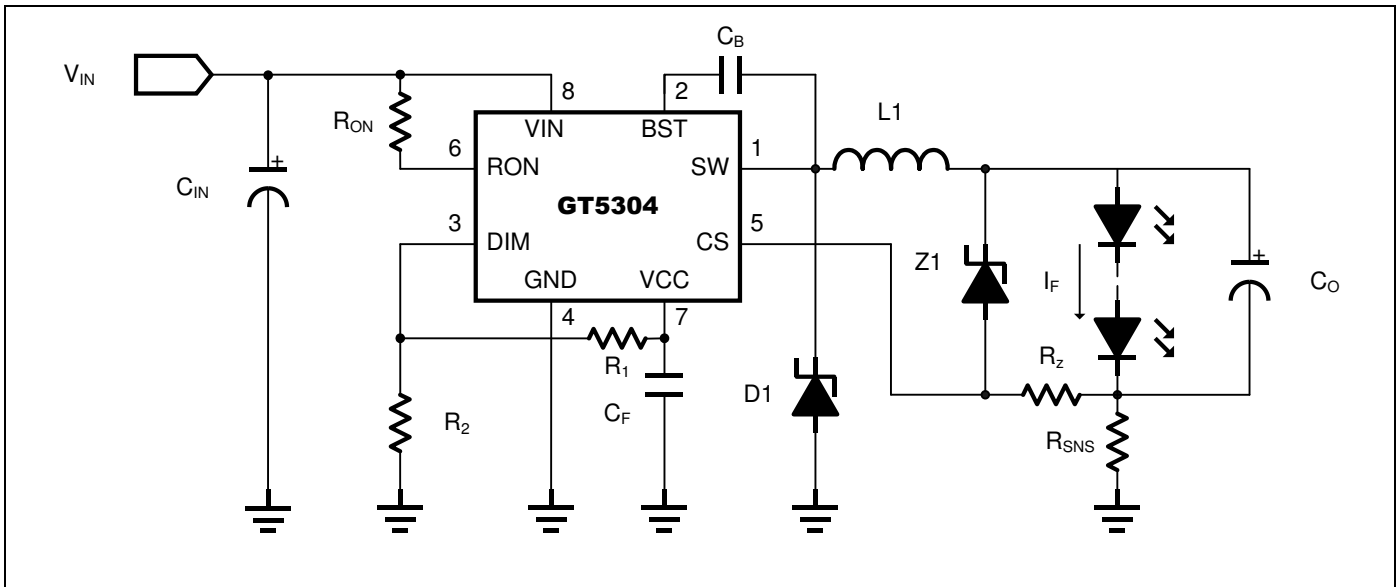 C_B
V_IN
8
2
L1
R_ON
VIN
BST
6
1
RON
SW
C_IN
GT5304
3
5
DIM
CS
Z1
GND
VCC
I_F
C_O
4
7
R_1
R_z
D1
C_F
R_2
R_SNS